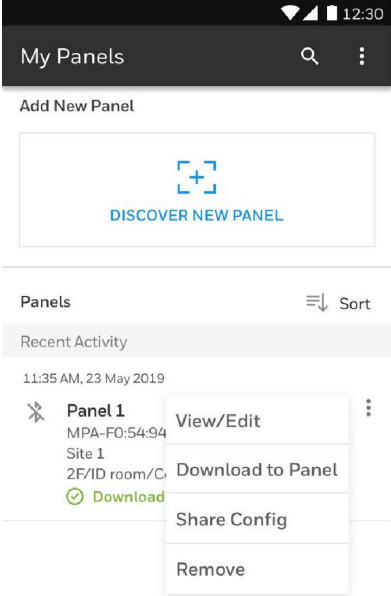 12:30
My Panels
Add New Panel
DISCOVER NEW PANEL
Panels
Sort
Recent Activity
11:35 AM, 23 May 2019
Panel 1
MPA-F0:54:94
Site 1
2F/ID room/
Download
View/Edit
Download to Panel
Share Config
Remove